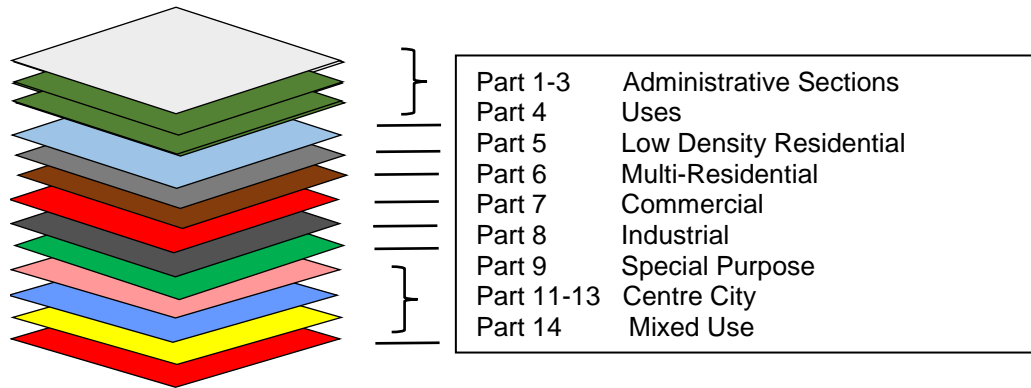 Part 1-3 Administrative Sections
Part 4 Uses
Part 5 Low Density Residential
Part 6 Multi-Residential
Part 7 Commercial
Part 8 Industrial
Part 9 Special Purpose
Part 11-13 Centre City
Part 14 Mixed Use